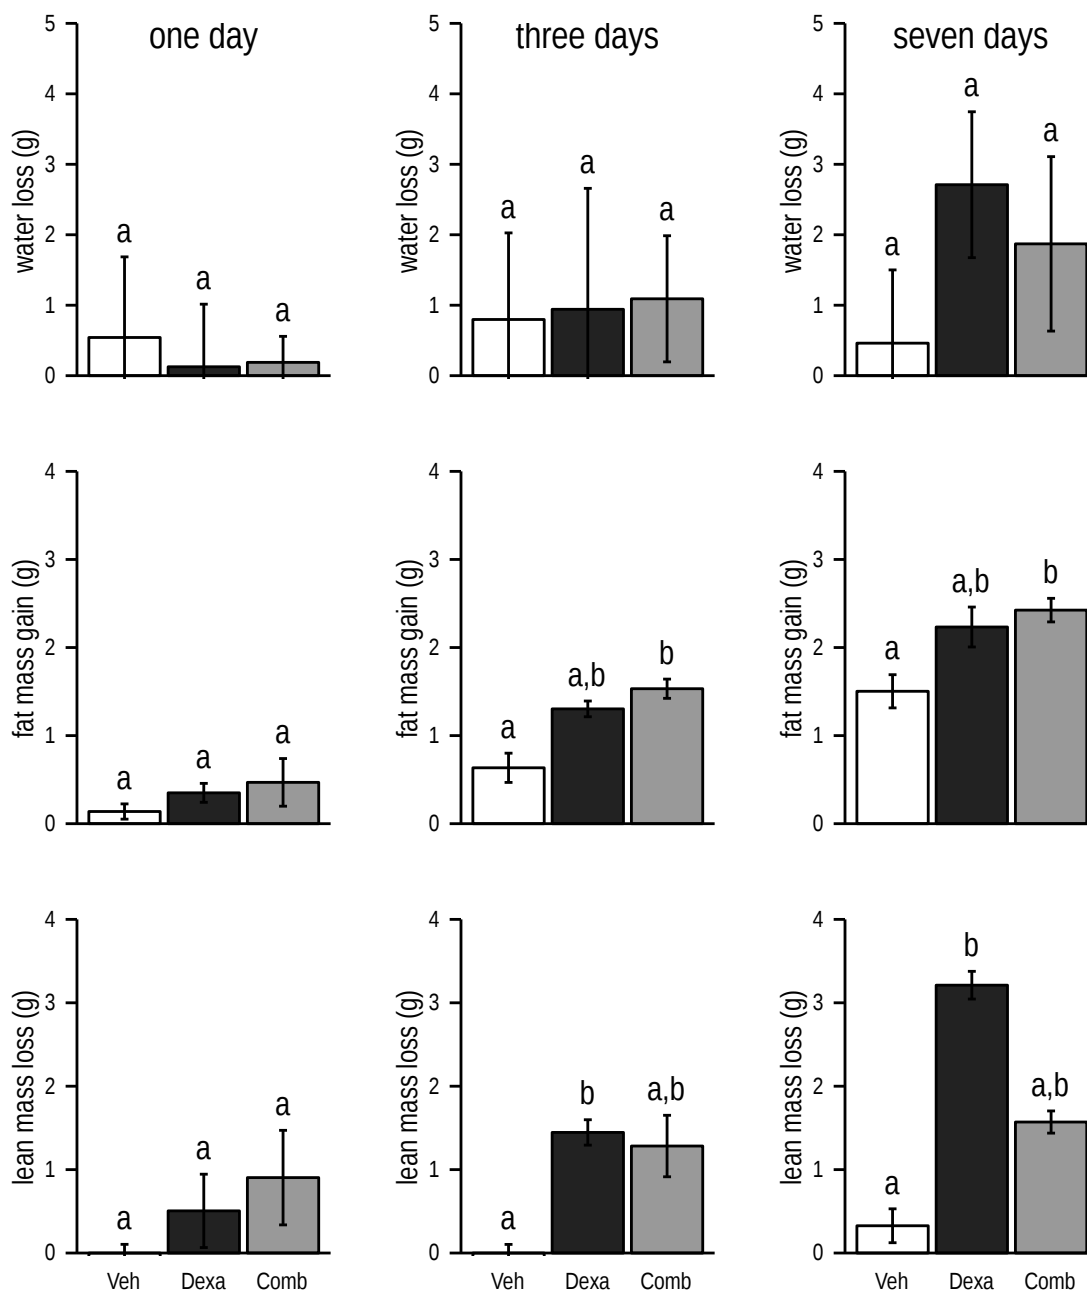 one day
three days
seven days
5
4
3
2
1
0
water loss (g)
a
a
a
5
4
3
2
1
0
water loss (g)
a
a
a
5
4
3
2
1
0
water loss (g)
a
a
a
4
3
2
1
0
fat mass gain (g)
a
a
a
4
3
2
1
0
fat mass gain (g)
a
a,b
b
4
3
2
1
0
fat mass gain (g)
a
a,b
b
4
3
2
1
0
lean mass loss (g)
a
a
a
Veh Dexa Comb
4
3
2
1
0
lean mass loss (g)
a
b
a,b
Veh Dexa Comb
4
3
2
1
0
lean mass loss (g)
a
b
a,b
Veh Dexa Comb